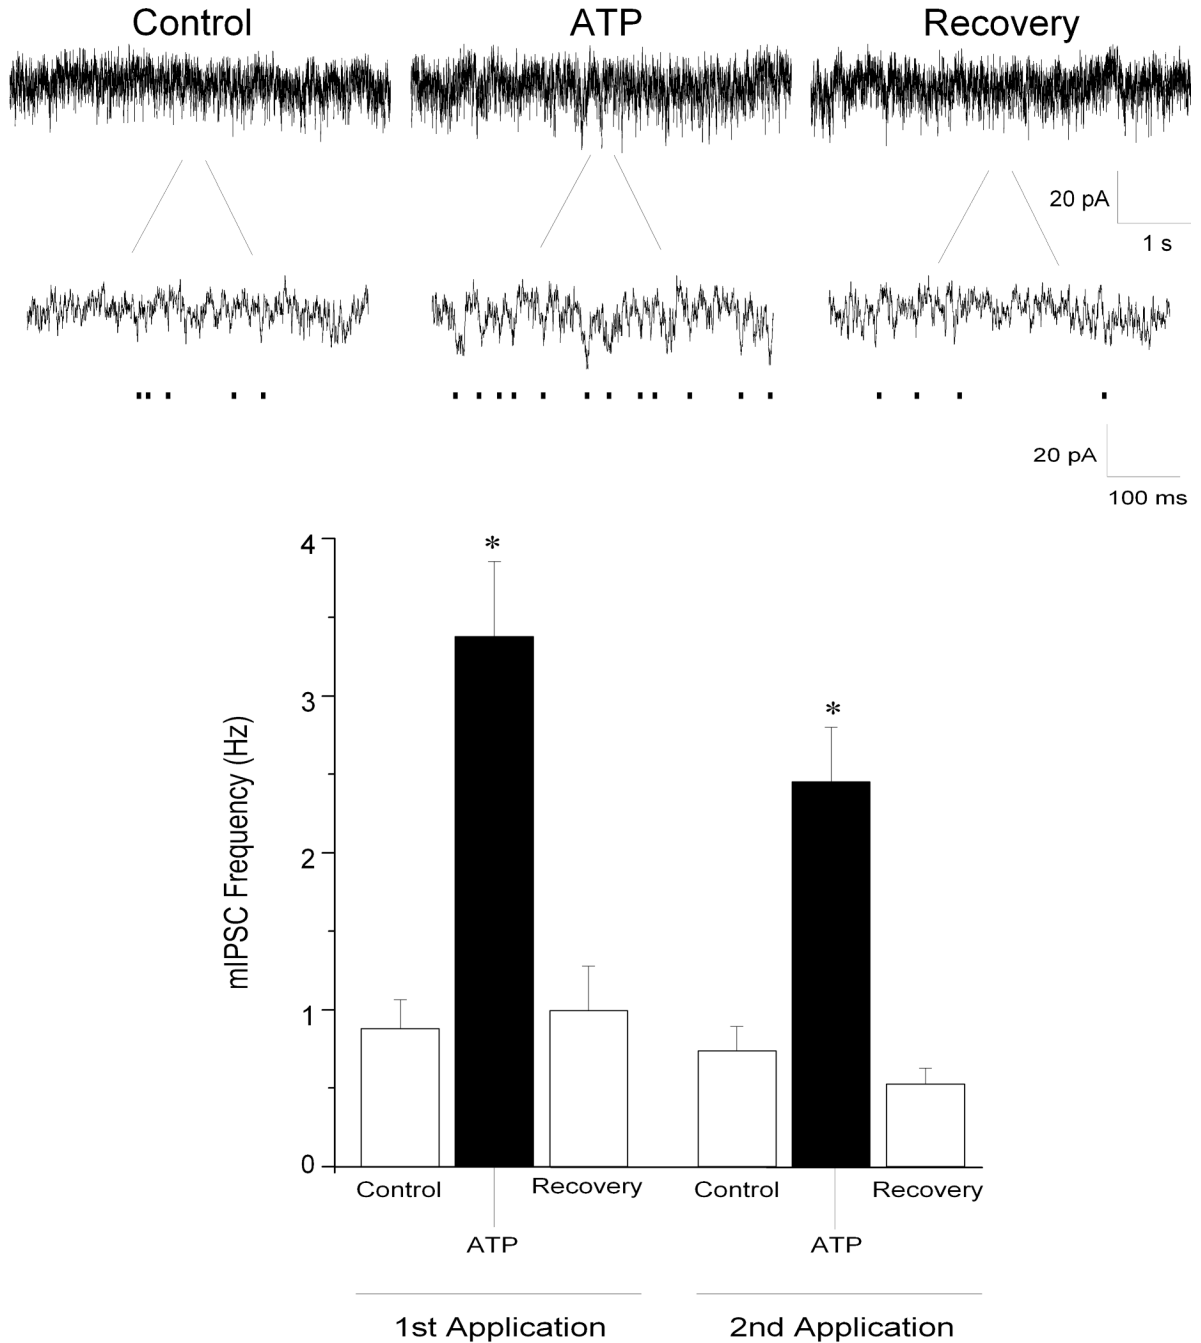 Control ATP Recovery
20 pA
1 s
20 pA
100 ms
4
*
3
*
2
1
0
mIPSC Frequency (Hz)
Control Recovery Control Recovery
ATP ATP
1st Application 2nd Application